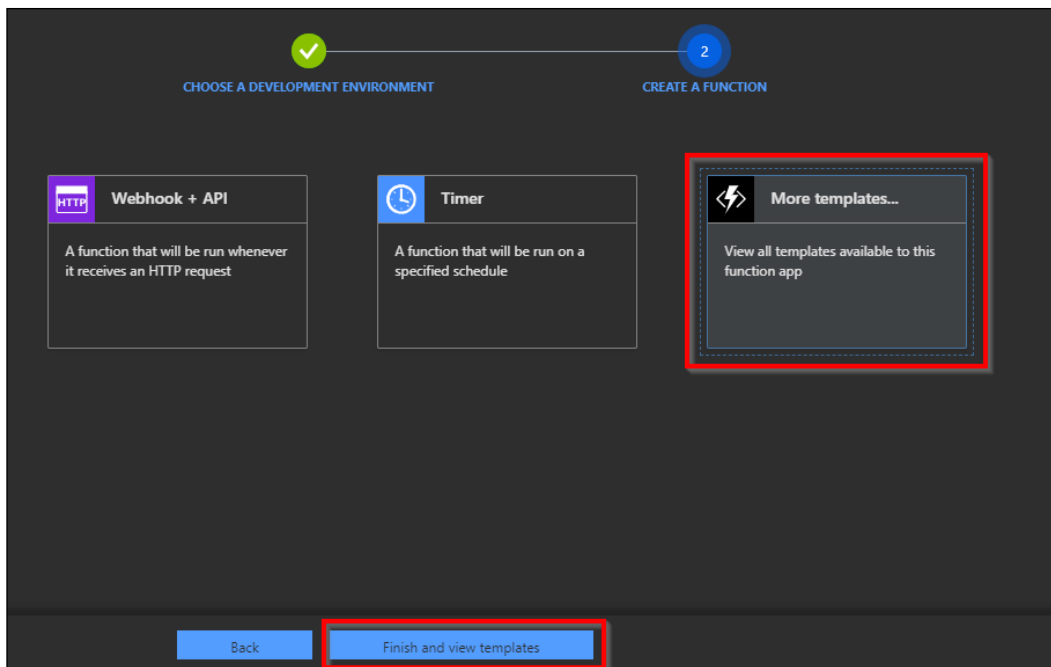 2
CHOOSE A DEVELOPMENT ENVIRONMENT
CREATE A FUNCTION
HTTP
Webhook + API
A function that will be run whenever
it receives an HTTP request
Timer
A function that will be run on a
specified schedule
More templates...
View all templates available to this
function app
Back
Finish and view templates